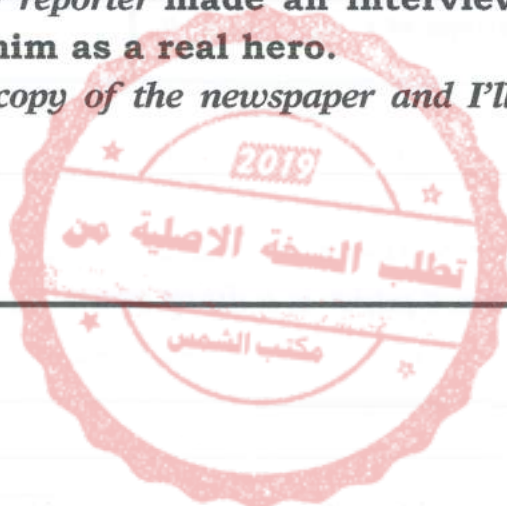 reporter made an interview
him as a real hero.
copy of the newspaper and I'll
2019
تطلب النسخة الاصلية من
مكتب الشمس